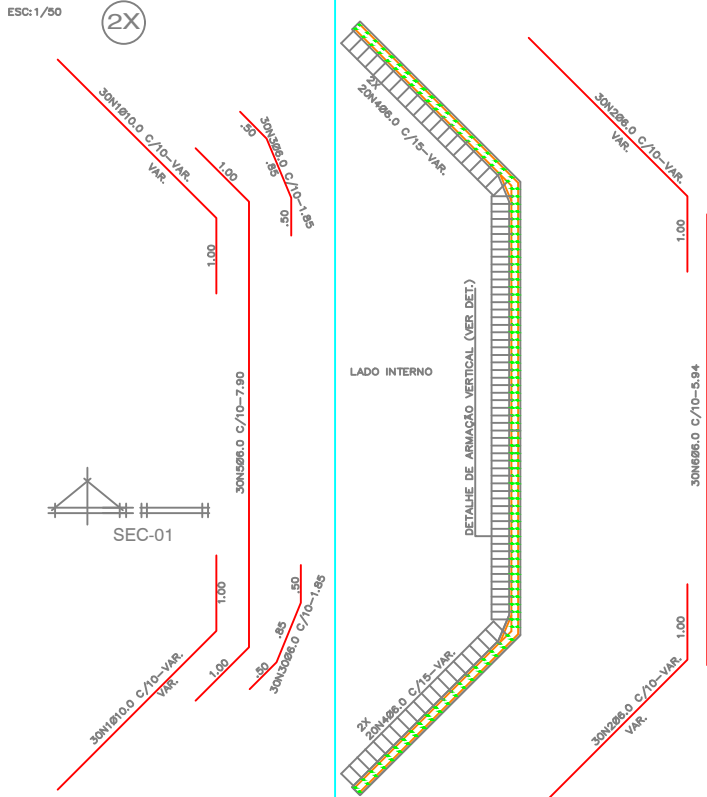 ESC:1/50
2X
30N1Ø10.0 C/10-VAR.
VAR.
1.00
1.00
30N3Ø6.0 C/10-1.85
.50
.85
.50
2X
20N4Ø6.0 C/15-VAR.
30N2Ø6.0 C/10-VAR.
VAR.
1.00
LADO INTERNO
DETALHE DE ARMAÇÃO VERTICAL (VER DET.)
30N5Ø6.0 C/10-7.90
30N6Ø6.0 C/10-5.94
SEC-01
1.00
30N1Ø10.0 C/10-VAR.
VAR.
1.00
.50
.85
.50
30N3Ø6.0 C/10-1.85
2X
20N4Ø6.0 C/15-VAR.
1.00
30N2Ø6.0 C/10-VAR.
VAR.